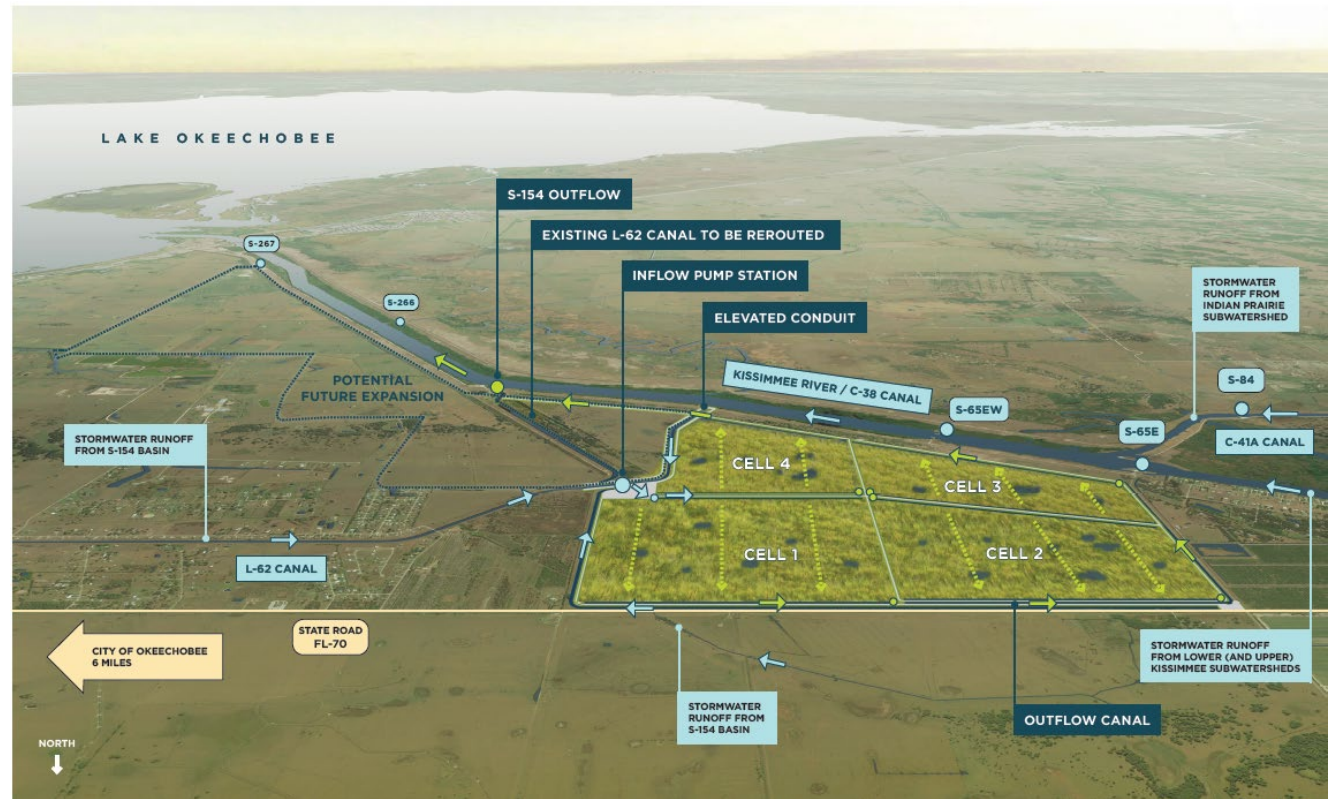 LAKE OKEECHOBEE
S-154 OUTFLOW
EXISTING L-62 CANAL TO BE REROUTED
S-267
INFLOW PUMP STATION
S-266
ELEVATED CONDUIT
STORMWATER
RUNOFF FROM
INDIAN PRAIRIE
SUBWATERSHED
KISSIMMEE RIVER / C-38 CANAL
POTENTIAL
FUTURE EXPANSION
S-84
S-65EW
S-65E
C-41A CANAL
STORMWATER RUNOFF
FROM S-154 BASIN
CELL 4
CELL 3
CELL 1
CELL 2
L-62 CANAL
STATE ROAD
FL-70
CITY OF OKEECHOBEE
6 MILES
STORMWATER RUNOFF
FROM LOWER (AND UPPER)
KISSIMMEE SUBWATERSHEDS
STORMWATER
RUNOFF FROM
S-154 BASIN
OUTFLOW CANAL
NORTH